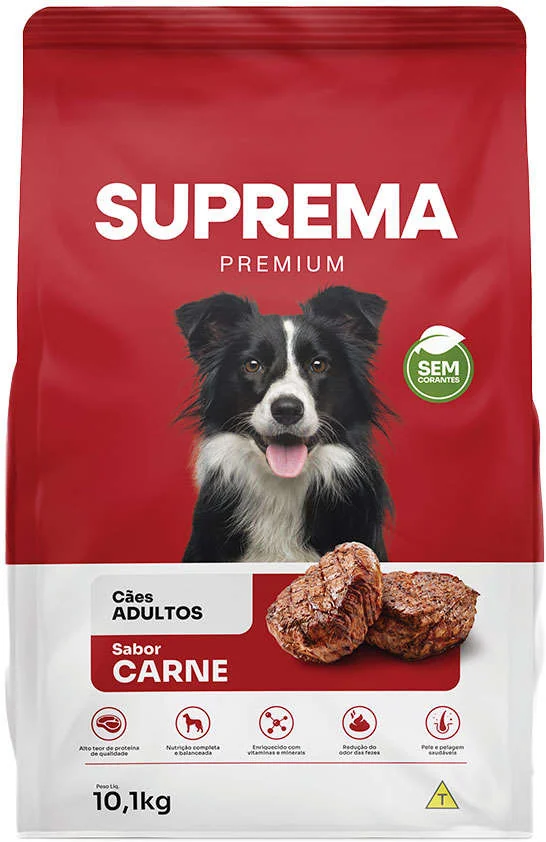 SUPREMA
PREMIUM
SEM
CORANTES
Cães
ADULTOS
Sabor
CARNE
Alto teor de proteína
de qualidade
Nutrição completa
e balanceada
Enriquecido com
vitaminas e minerais
Redução do
odor das fezes
Pele e pelagem
saudáveis
Peso Líq.
10,1kg
T